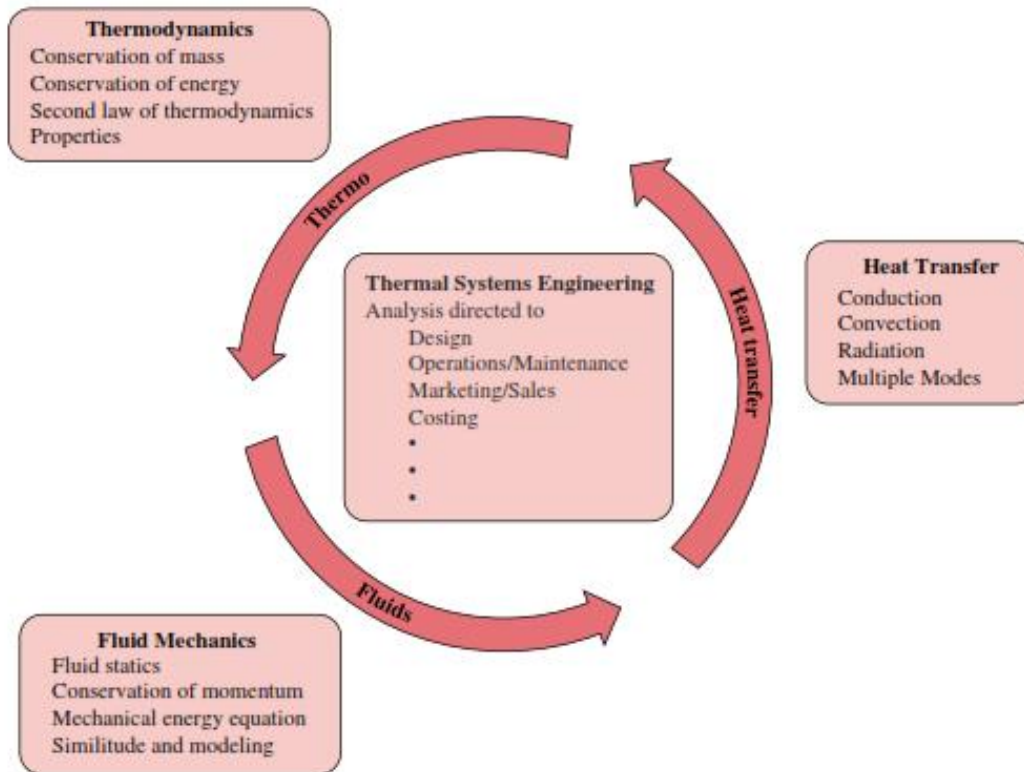 Thermodynamics
Conservation of mass
Conservation of energy
Second law of thermodynamics
Properties
Thermo
Thermal Systems Engineering
Analysis directed to
Design
Operations/Maintenance
Marketing/Sales
Costing
•
•
•
Heat transfer
Heat Transfer
Conduction
Convection
Radiation
Multiple Modes
Fluids
Fluid Mechanics
Fluid statics
Conservation of momentum
Mechanical energy equation
Similitude and modeling